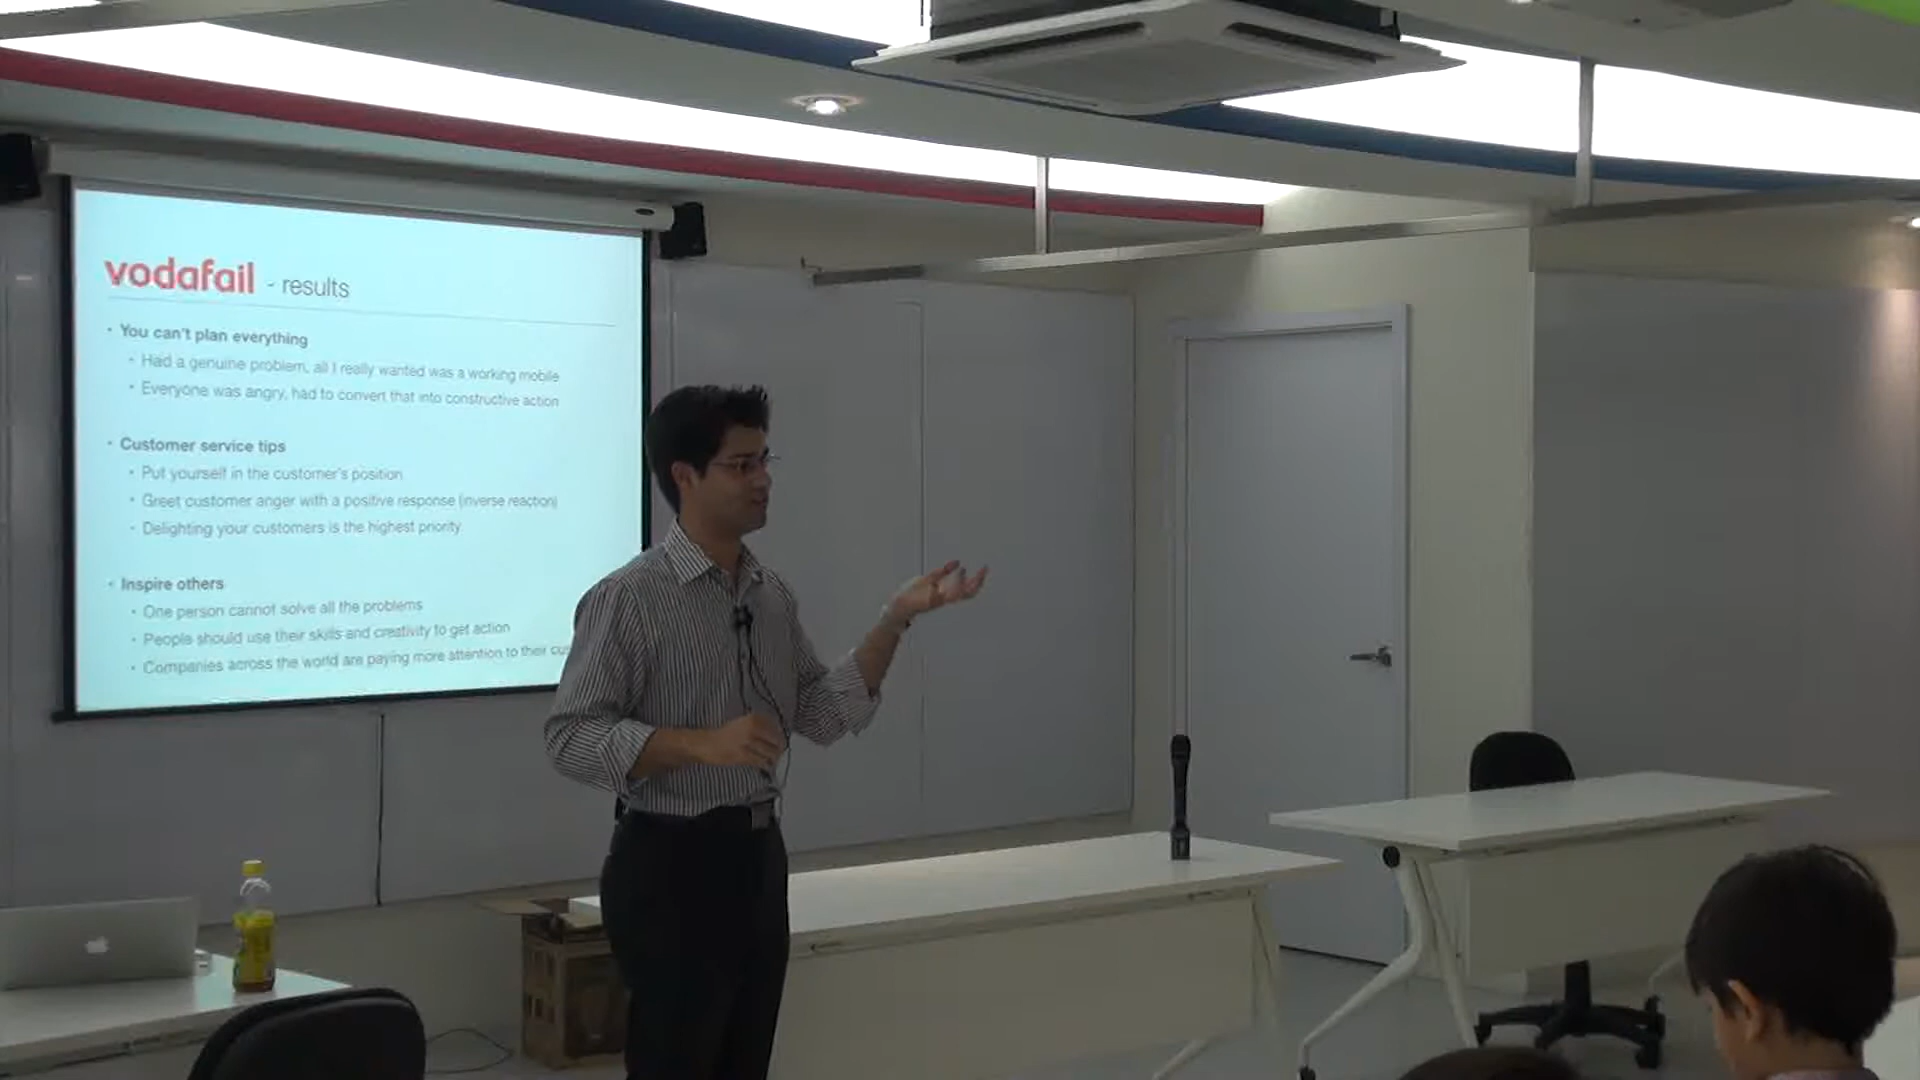 vodafail - results
• You can't plan everything
• Had a genuine problem, all I really wanted was a working mobile
• Everyone was angry, had to convert that into constructive action
• Customer service tips
• Put yourself in the customer's position
• Greet customer anger with a positive response (inverse reaction)
• Delighting your customers is the highest priority
• Inspire others
• One person cannot solve all the problems
• People should use their skills and creativity to get action
• Companies across the world are paying more attention to their cus